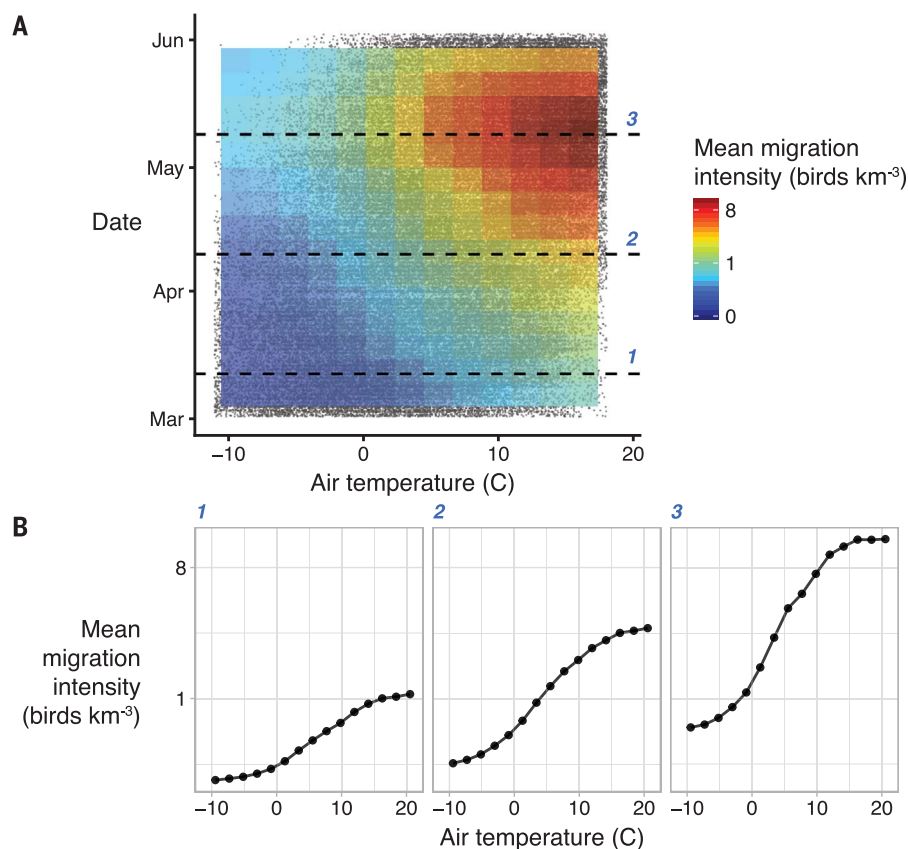 A
Jun
May
Date
Apr
Mar
3
2
1
−10 0 10 20
Air temperature (C)
Mean migration
intensity (birds km⁻³)
8
1
0
B
1 2 3
8
1
Mean
migration
intensity
(birds km⁻³)
−10 0 10 20 −10 0 10 20 −10 0 10 20
Air temperature (C)